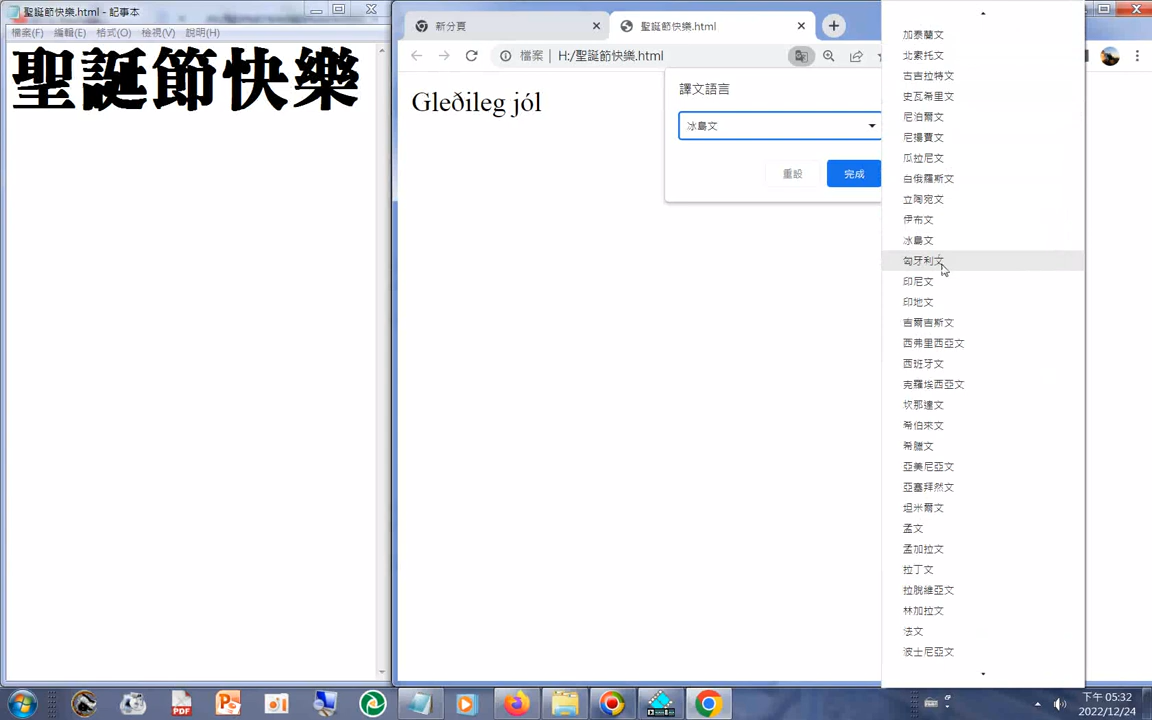 聖誕節快樂.html - 記事本
檔案(F) 編輯(E) 格式(O) 檢視(V) 說明(H)
聖誕節快樂
新分頁
聖誕節快樂.html
檔案 | H:/聖誕節快樂.html
Gleðileg jól
譯文語言
冰島文
重設
完成
加泰蘭文
北索托文
古吉拉特文
史瓦希里文
尼泊爾文
尼揚賈文
瓜拉尼文
白俄羅斯文
立陶宛文
伊布文
冰島文
匈牙利文
印尼文
印地文
吉爾吉斯文
西弗里西亞文
西班牙文
克羅埃西亞文
坎那達文
希伯來文
希臘文
亞美尼亞文
亞塞拜然文
坦米爾文
孟文
孟加拉文
拉丁文
拉脫維亞文
林加拉文
法文
波士尼亞文
PDF
下午 05:32
2022/12/24